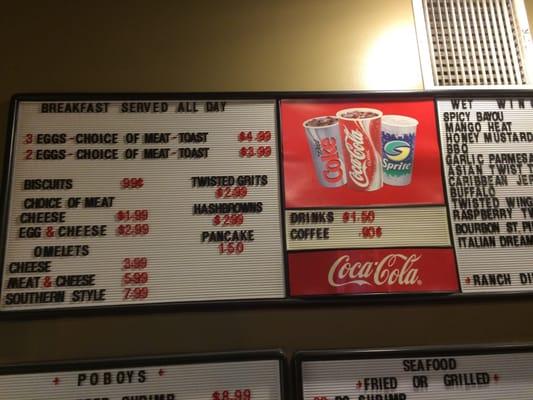 BREAKFAST SERVED ALL DAY
3 EGGS - CHOICE OF MEAT - TOAST $4.99
2 EGGS - CHOICE OF MEAT - TOAST $3.99
BISCUITS .99¢
CHOICE OF MEAT
CHEESE $1.99
EGG & CHEESE $2.99
OMELETS
CHEESE 3.99
MEAT & CHEESE 5.99
SOUTHERN STYLE 7.99
TWISTED GRITS
$2.99
HASHBROWNS
$2.99
PANCAKE
1.50
Coke
Coca-Cola
Sprite
DRINKS $1.50
COFFEE .90¢
Coca-Cola
WET
SPICY BAYOU
MANGO HEAT
HONEY MUSTARD
BBQ
GARLIC PARMESA
ASIAN TWIST
CARIBBEAN JE
BUFFALO
TWISTED WING
RASPBERRY TW
BOURBON ST.
ITALIAN DREAM
RANCH
POBOYS
SHRIMP $8.99
SEAFOOD
FRIED OR GRILLED
SHRIMP